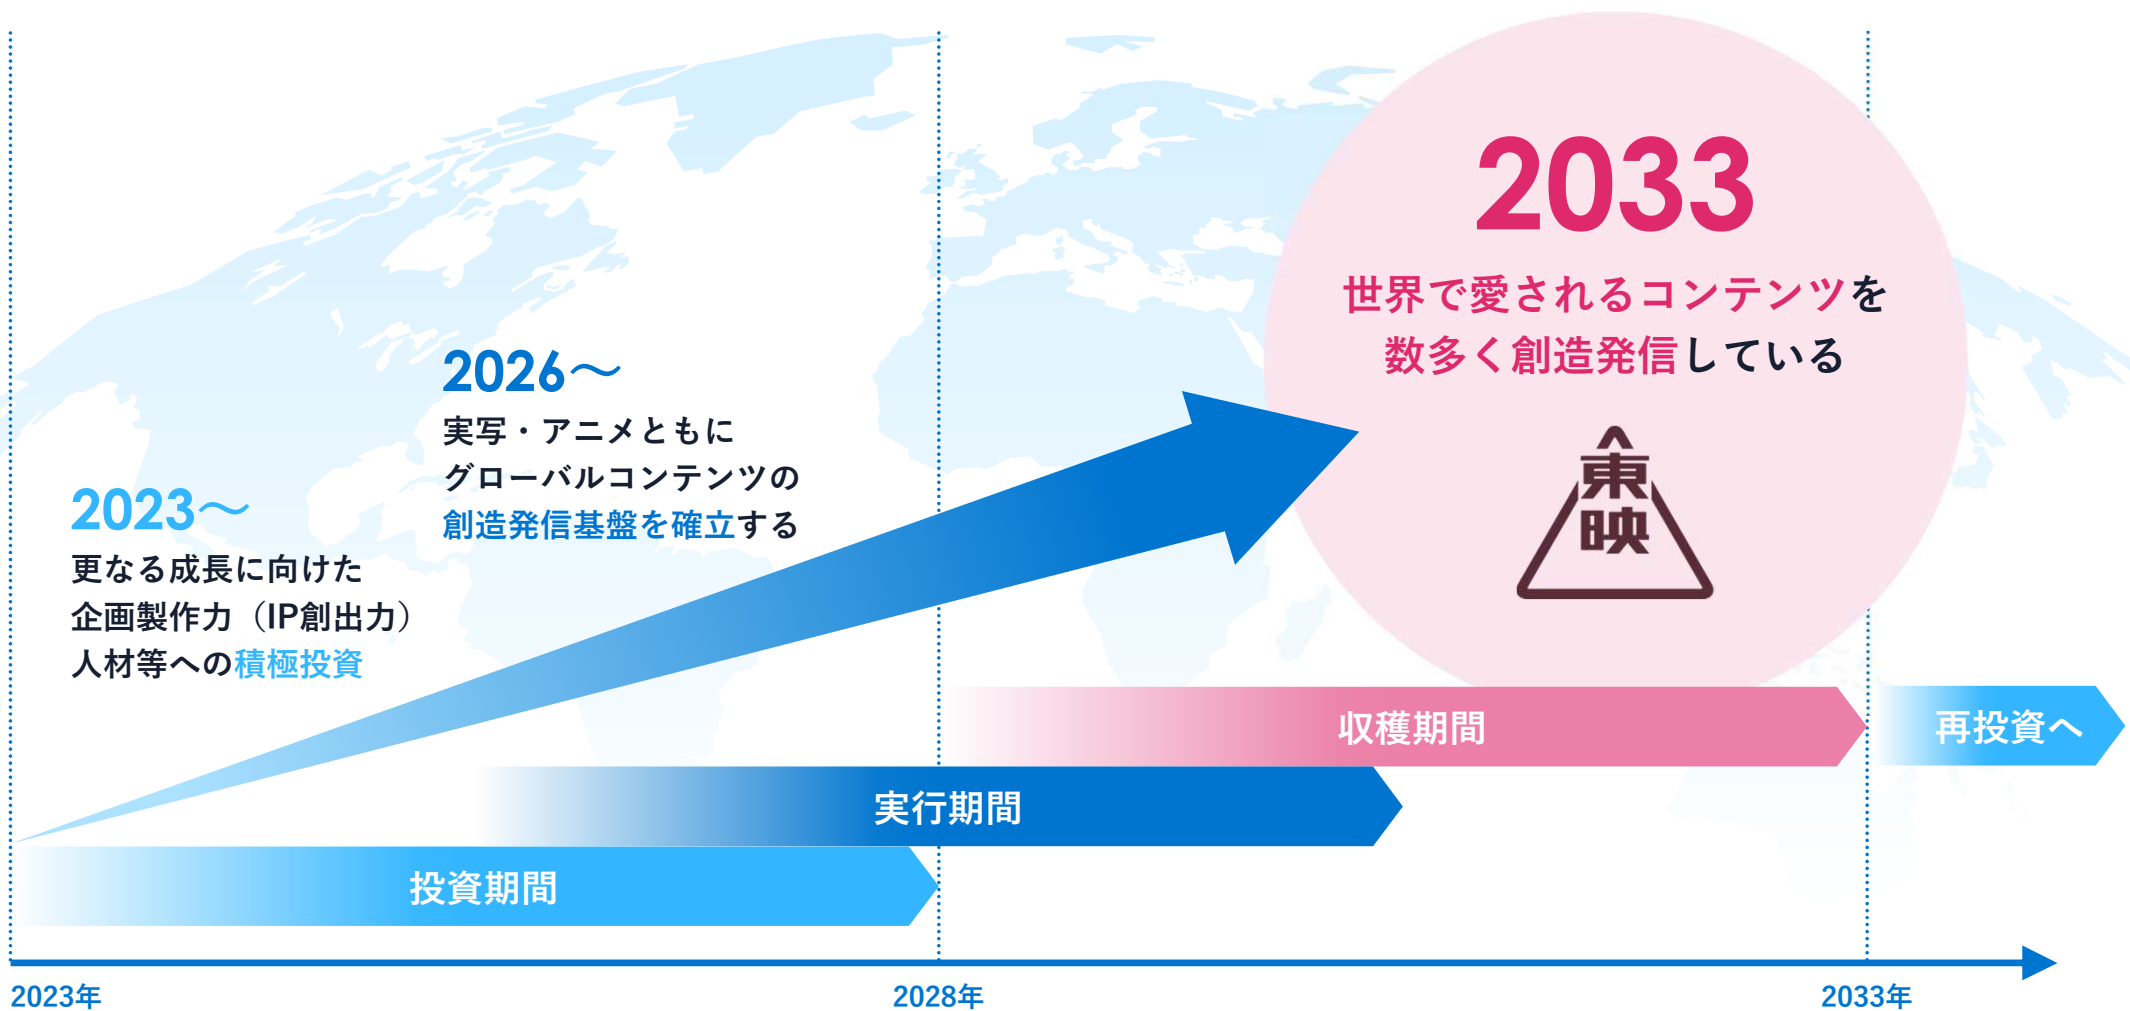 2033
世界で愛されるコンテンツを
数多く創造発信している
東
映
2026～
実写・アニメともに
グローバルコンテンツの
創造発信基盤を確立する
2023～
更なる成長に向けた
企画製作力（IP創出力）
人材等への積極投資
収穫期間
再投資へ
実行期間
投資期間
2023年
2028年
2033年